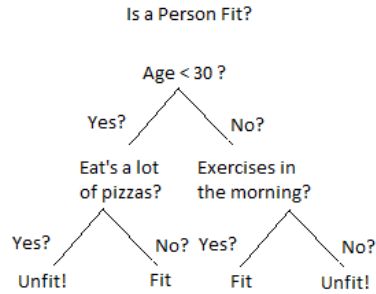 Is a Person Fit?
Age < 30 ?
Yes? No?
Eat's a lot Exercises in
of pizzas? the morning?
Yes? No? Yes? No?
Unfit! Fit Fit Unfit!